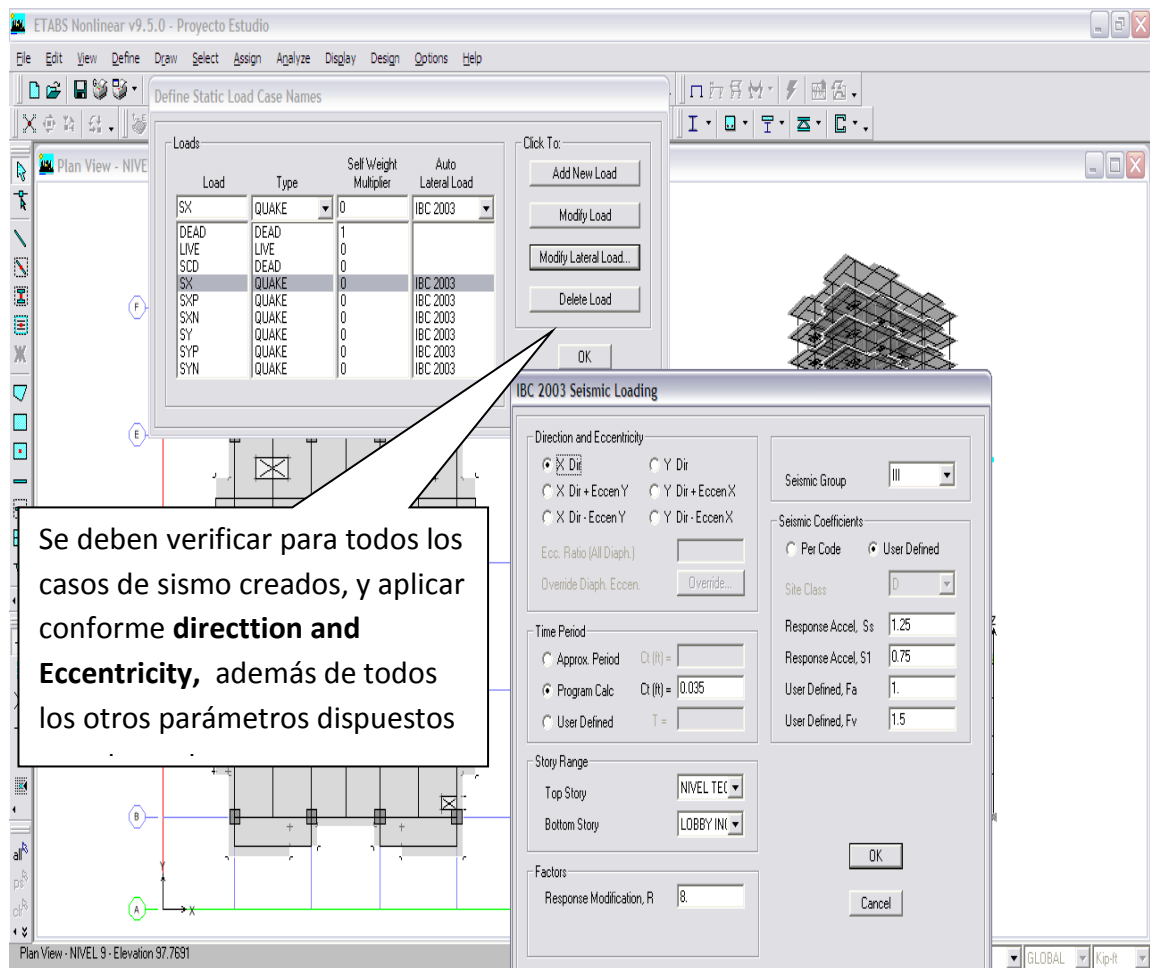 ETABS Nonlinear v9.5.0 - Proyecto Estudio
File Edit View Define Draw Select Assign Analyze Display Design Options Help
Define Static Load Case Names
Loads
Load Type Self Weight Multiplier Auto Lateral Load
SX QUAKE 0 IBC 2003
DEAD DEAD 1
LIVE LIVE 0
SCD DEAD 0
SX QUAKE 0 IBC 2003
SXP QUAKE 0 IBC 2003
SXN QUAKE 0 IBC 2003
SY QUAKE 0 IBC 2003
SYP QUAKE 0 IBC 2003
SYN QUAKE 0 IBC 2003
Click To:
Add New Load
Modify Load
Modify Lateral Load...
Delete Load
OK
Plan View - NIVE
F
E
B
A
Y
X
Z
Se deben verificar para todos los
casos de sismo creados, y aplicar
conforme directtion and
Eccentricity, además de todos
los otros parámetros dispuestos
IBC 2003 Seismic Loading
Direction and Eccentricity
X Dir Y Dir
X Dir + Eccen Y Y Dir + Eccen X
X Dir - Eccen Y Y Dir - Eccen X
Ecc. Ratio (All Diaph.)
Override Diaph. Eccen. Override...
Time Period
Approx. Period Ct (ft) =
Program Calc Ct (ft) = 0.035
User Defined T =
Story Range
Top Story NIVEL TEC
Bottom Story LOBBY IN(
Factors
Response Modification, R 8.
Seismic Group III
Seismic Coefficients
Per Code User Defined
Site Class D
Response Accel, Ss 1.25
Response Accel, S1 0.75
User Defined, Fa 1.
User Defined, Fv 1.5
OK
Cancel
all
ps
clr
Plan View - NIVEL 9 - Elevation 97.7691
GLOBAL Kip-ft